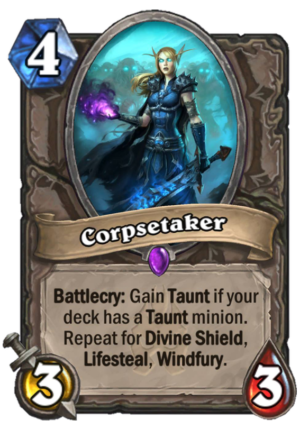 4
Corpsetaker
Battlecry: Gain Taunt if your
deck has a Taunt minion.
Repeat for Divine Shield,
Lifesteal, Windfury.
3
3